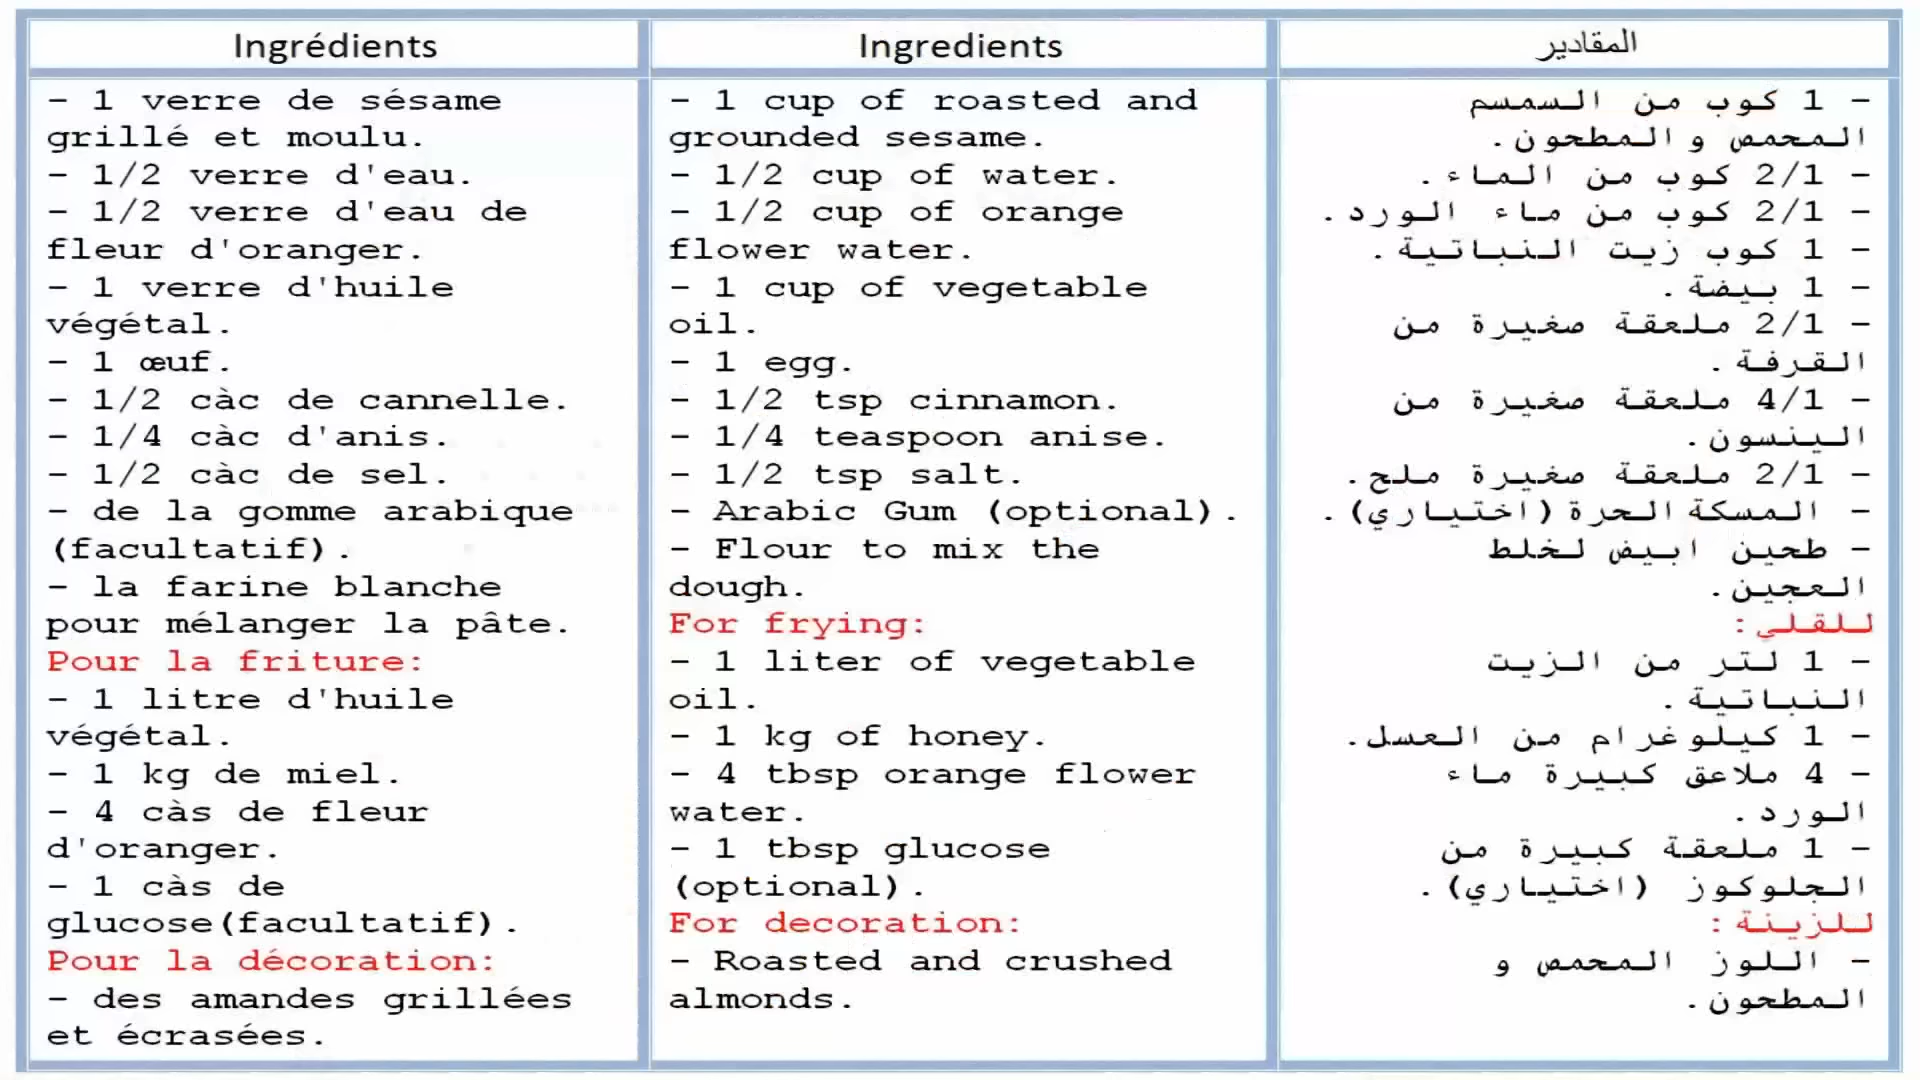 Ingrédients
- 1 verre de sésame
grillé et moulu.
- 1/2 verre d'eau.
- 1/2 verre d'eau de
fleur d'oranger.
- 1 verre d'huile
végétal.
- 1 œuf.
- 1/2 càc de cannelle.
- 1/4 càc d'anis.
- 1/2 càc de sel.
- de la gomme arabique
(facultatif).
- la farine blanche
pour mélanger la pâte.
Pour la friture:
- 1 litre d'huile
végétal.
- 1 kg de miel.
- 4 càs de fleur
d'oranger.
- 1 càs de
glucose(facultatif).
Pour la décoration:
- des amandes grillées
et écrasées.
Ingredients
- 1 cup of roasted and
grounded sesame.
- 1/2 cup of water.
- 1/2 cup of orange
flower water.
- 1 cup of vegetable
oil.
- 1 egg.
- 1/2 tsp cinnamon.
- 1/4 teaspoon anise.
- 1/2 tsp salt.
- Arabic Gum (optional).
- Flour to mix the
dough.
For frying:
- 1 liter of vegetable
oil.
- 1 kg of honey.
- 4 tbsp orange flower
water.
- 1 tbsp glucose
(optional).
For decoration:
- Roasted and crushed
almonds.
المقادير
- 1 كوب من السمسم
المحمص و المطحون.
- 2/1 كوب من الماء.
- 2/1 كوب من ماء الورد.
- 1 كوب زيت النباتية.
- 1 بيضة.
- 2/1 ملعقة صغيرة من
القرفة.
- 4/1 ملعقة صغيرة من
الينسون.
- 2/1 ملعقة صغيرة ملح.
- المسكة الحرة (اختياري).
- طحين ابيض لخلط
العجين.
للقلي:
- 1 لتر من الزيت
النباتية.
- 1 كيلوغرام من العسل.
- 4 ملاعق كبيرة ماء
الورد.
- 1 ملعقة كبيرة من
الجلوكوز (اختياري).
للزينة:
- اللوز المحمص و
المطحون.